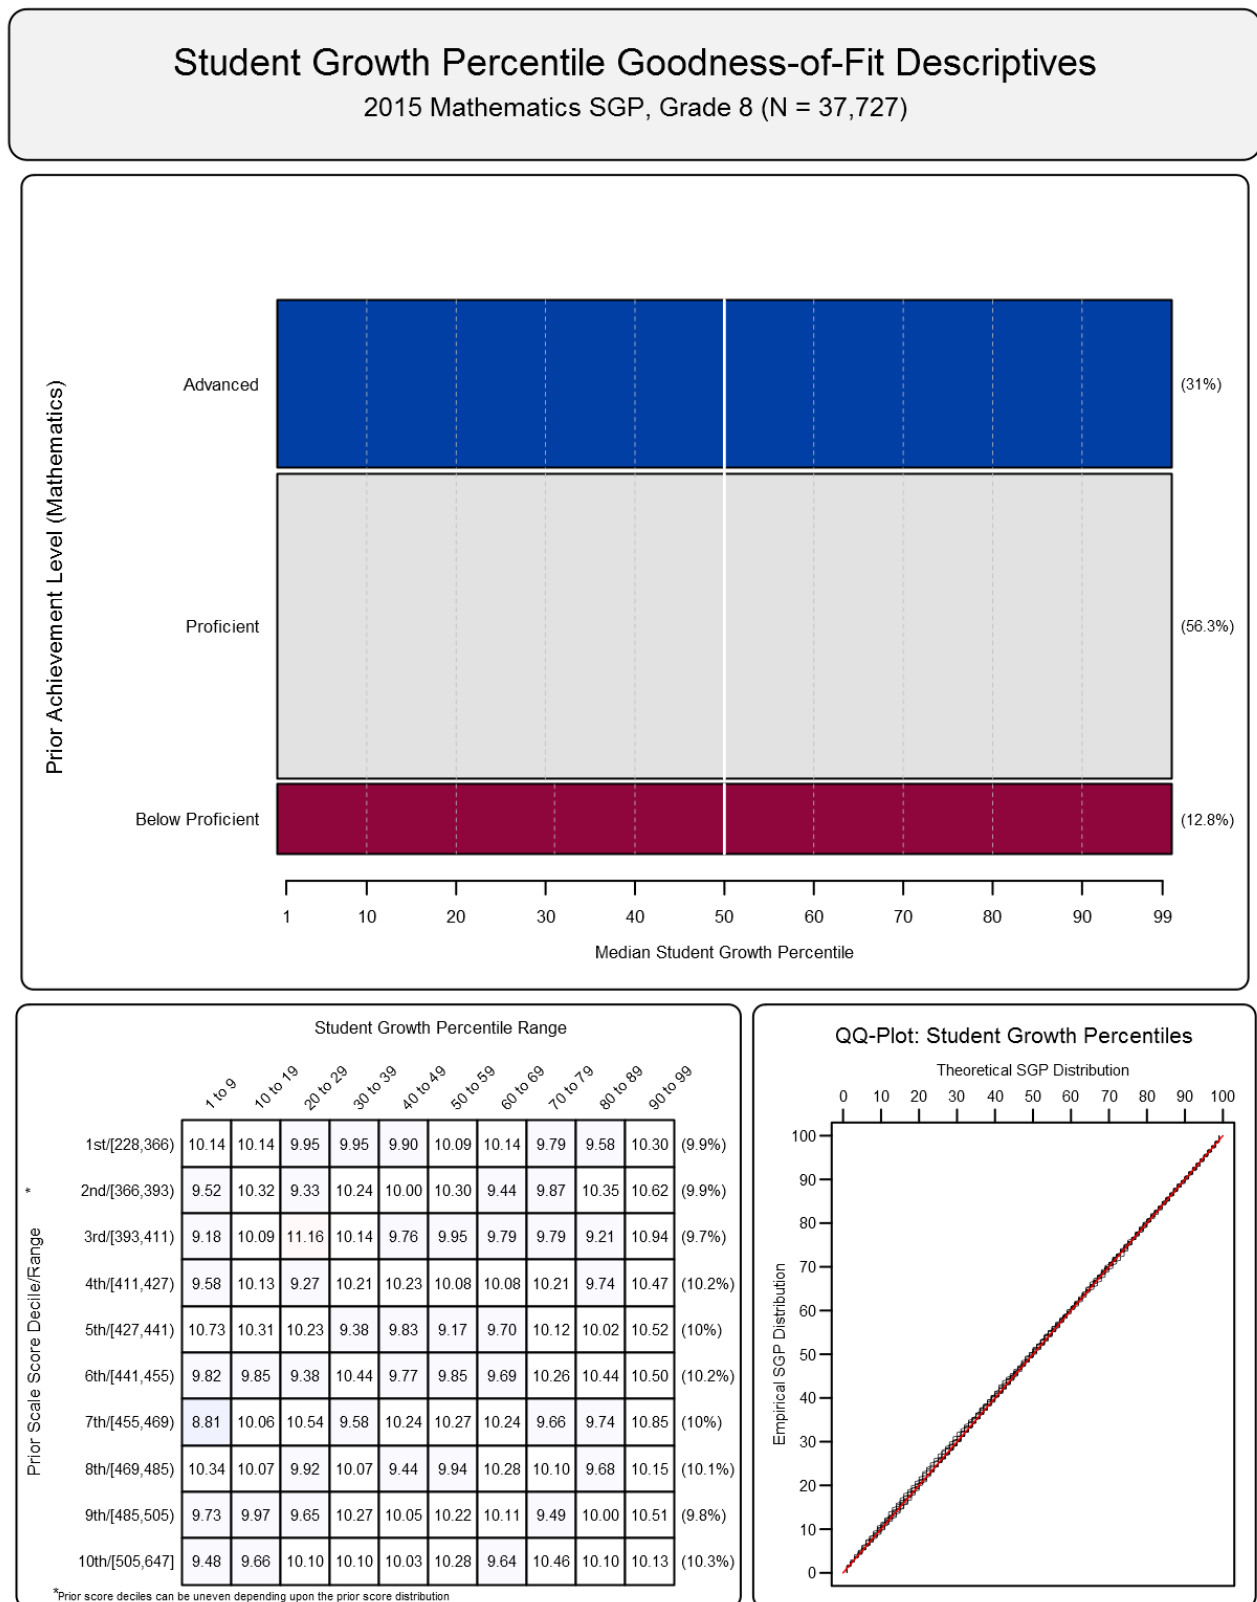 Student Growth Percentile Goodness-of-Fit Descriptives
2015 Mathematics SGP, Grade 8 (N = 37,727)
Prior Achievement Level (Mathematics)
Advanced
(31%)
Proficient
(56.3%)
Below Proficient
(12.8%)
1 10 20 30 40 50 60 70 80 90 99
Median Student Growth Percentile
Student Growth Percentile Range
1 to 9 10 to 19 20 to 29 30 to 39 40 to 49 50 to 59 60 to 69 70 to 79 80 to 89 90 to 99
Prior Scale Score Decile/Range *
1st/[228,366) 10.14 10.14 9.95 9.95 9.90 10.09 10.14 9.79 9.58 10.30 (9.9%)
2nd/[366,393) 9.52 10.32 9.33 10.24 10.00 10.30 9.44 9.87 10.35 10.62 (9.9%)
3rd/[393,411) 9.18 10.09 11.16 10.14 9.76 9.95 9.79 9.79 9.21 10.94 (9.7%)
4th/[411,427) 9.58 10.13 9.27 10.21 10.23 10.08 10.08 10.21 9.74 10.47 (10.2%)
5th/[427,441) 10.73 10.31 10.23 9.38 9.83 9.17 9.70 10.12 10.02 10.52 (10%)
6th/[441,455) 9.82 9.85 9.38 10.44 9.77 9.85 9.69 10.26 10.44 10.50 (10.2%)
7th/[455,469) 8.81 10.06 10.54 9.58 10.24 10.27 10.24 9.66 9.74 10.85 (10%)
8th/[469,485) 10.34 10.07 9.92 10.07 9.44 9.94 10.28 10.10 9.68 10.15 (10.1%)
9th/[485,505) 9.73 9.97 9.65 10.27 10.05 10.22 10.11 9.49 10.00 10.51 (9.8%)
10th/[505,647] 9.48 9.66 10.10 10.10 10.03 10.28 9.64 10.46 10.10 10.13 (10.3%)
*Prior score deciles can be uneven depending upon the prior score distribution
QQ-Plot: Student Growth Percentiles
Theoretical SGP Distribution
0 10 20 30 40 50 60 70 80 90 100
Empirical SGP Distribution
100
90
80
70
60
50
40
30
20
10
0